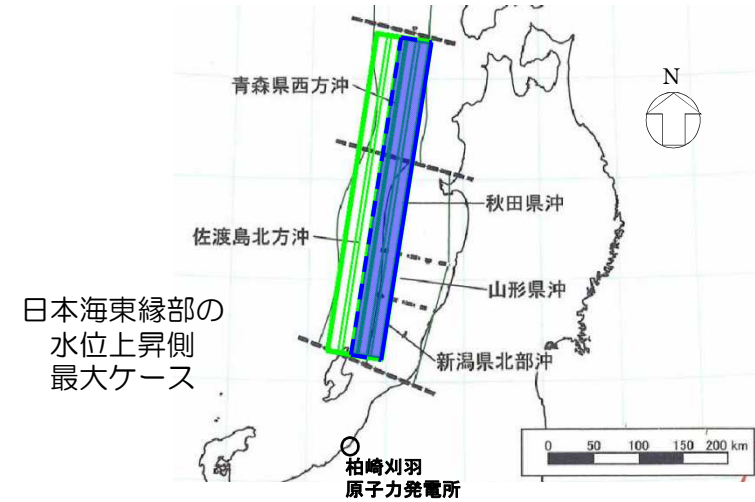 青森県西方沖
N
秋田県沖
佐渡島北方沖
山形県沖
日本海東縁部の
水位上昇側
最大ケース
新潟県北部沖
0 50 100 150 200 km
柏崎刈羽
原子力発電所